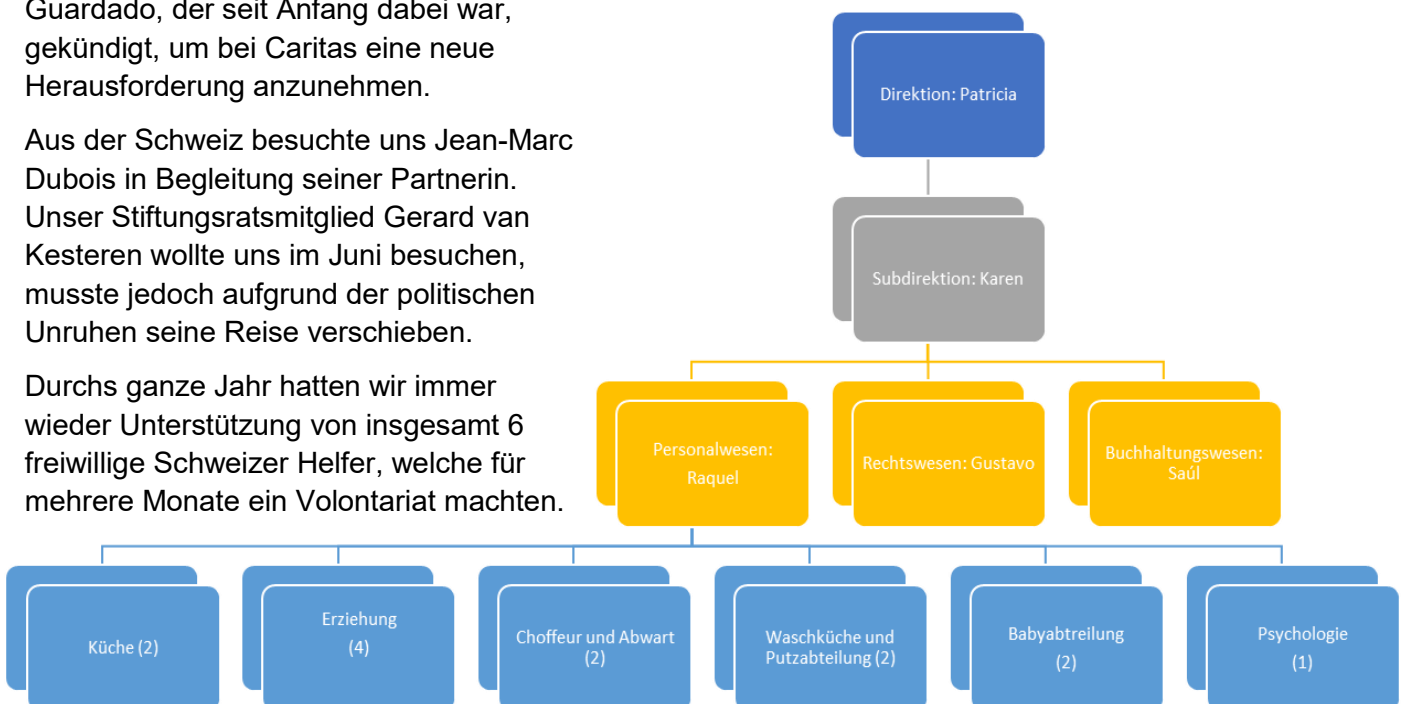 Guardado, der seit Anfang dabei war,
gekündigt, um bei Caritas eine neue
Herausforderung anzunehmen.
Aus der Schweiz besuchte uns Jean-Marc
Dubois in Begleitung seiner Partnerin.
Unser Stiftungsratsmitglied Gerard van
Kesteren wollte uns im Juni besuchen,
musste jedoch aufgrund der politischen
Unruhen seine Reise verschieben.
Durchs ganze Jahr hatten wir immer
wieder Unterstützung von insgesamt 6
freiwillige Schweizer Helfer, welche für
mehrere Monate ein Volontariat machten.
Direktion: Patricia
Subdirektion: Karen
Personalwesen:
Raquel
Rechtswesen: Gustavo
Buchhaltungswesen:
Saúl
Küche (2)
Erziehung
(4)
Choffeur und Abwart
(2)
Waschküche und
Putzabteilung (2)
Babyabtreilung
(2)
Psychologie
(1)